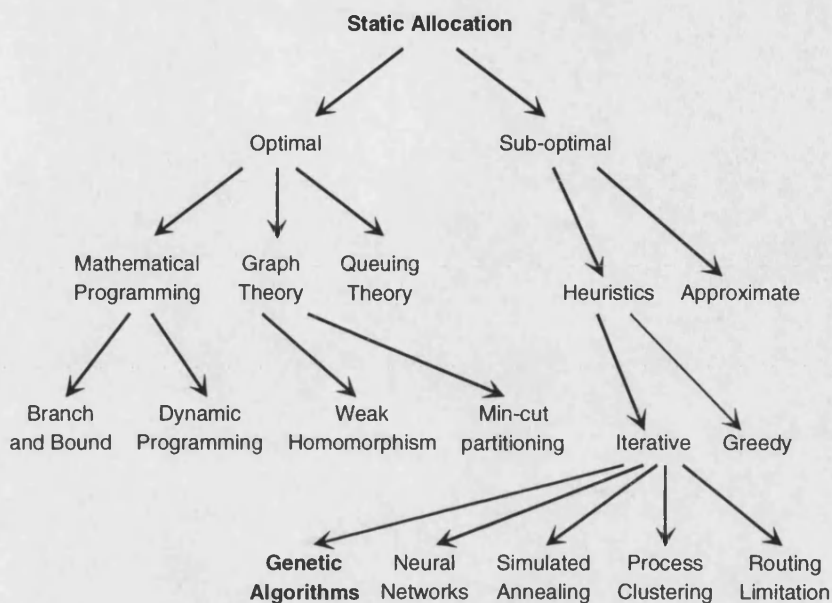 Static Allocation
Optimal
Sub-optimal
Mathematical
Programming
Graph
Theory
Queuing
Theory
Heuristics
Approximate
Branch
and Bound
Dynamic
Programming
Weak
Homomorphism
Min-cut
partitioning
Iterative
Greedy
Genetic
Algorithms
Neural
Networks
Simulated
Annealing
Process
Clustering
Routing
Limitation